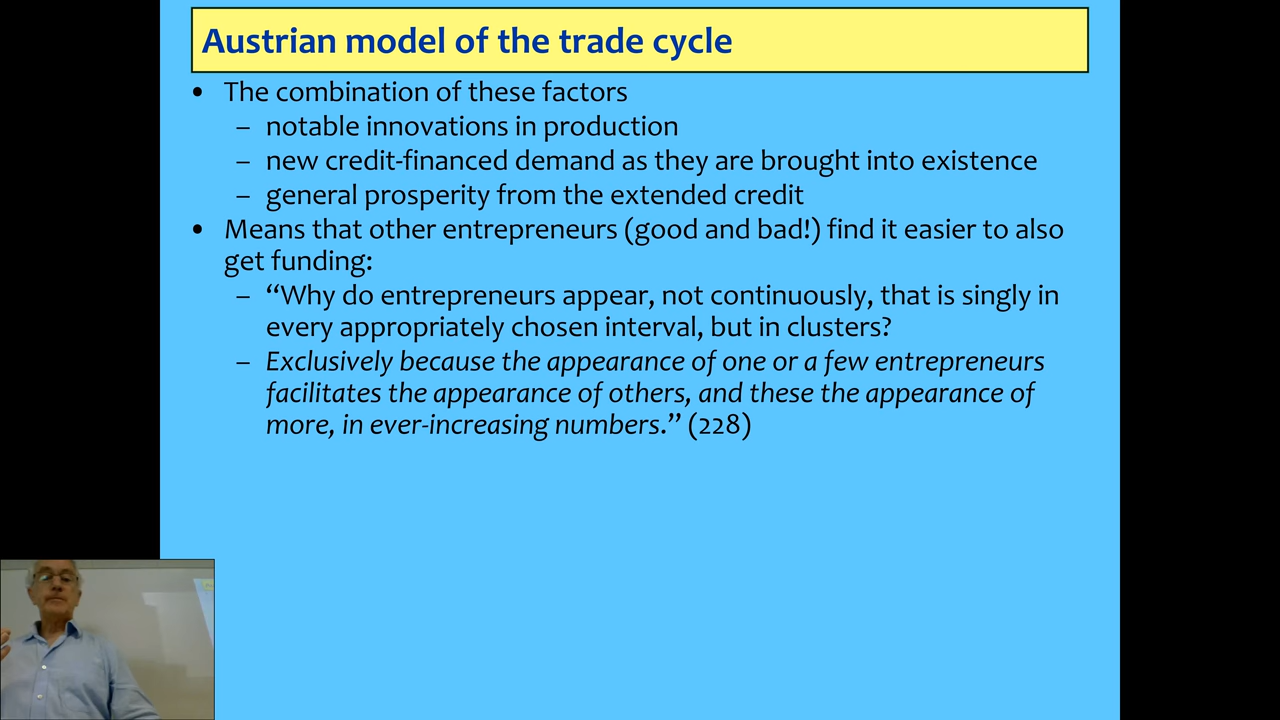 Austrian model of the trade cycle
• The combination of these factors
– notable innovations in production
– new credit-financed demand as they are brought into existence
– general prosperity from the extended credit
• Means that other entrepreneurs (good and bad!) find it easier to also
get funding:
– “Why do entrepreneurs appear, not continuously, that is singly in
every appropriately chosen interval, but in clusters?
– Exclusively because the appearance of one or a few entrepreneurs
facilitates the appearance of others, and these the appearance of
more, in ever-increasing numbers.” (228)